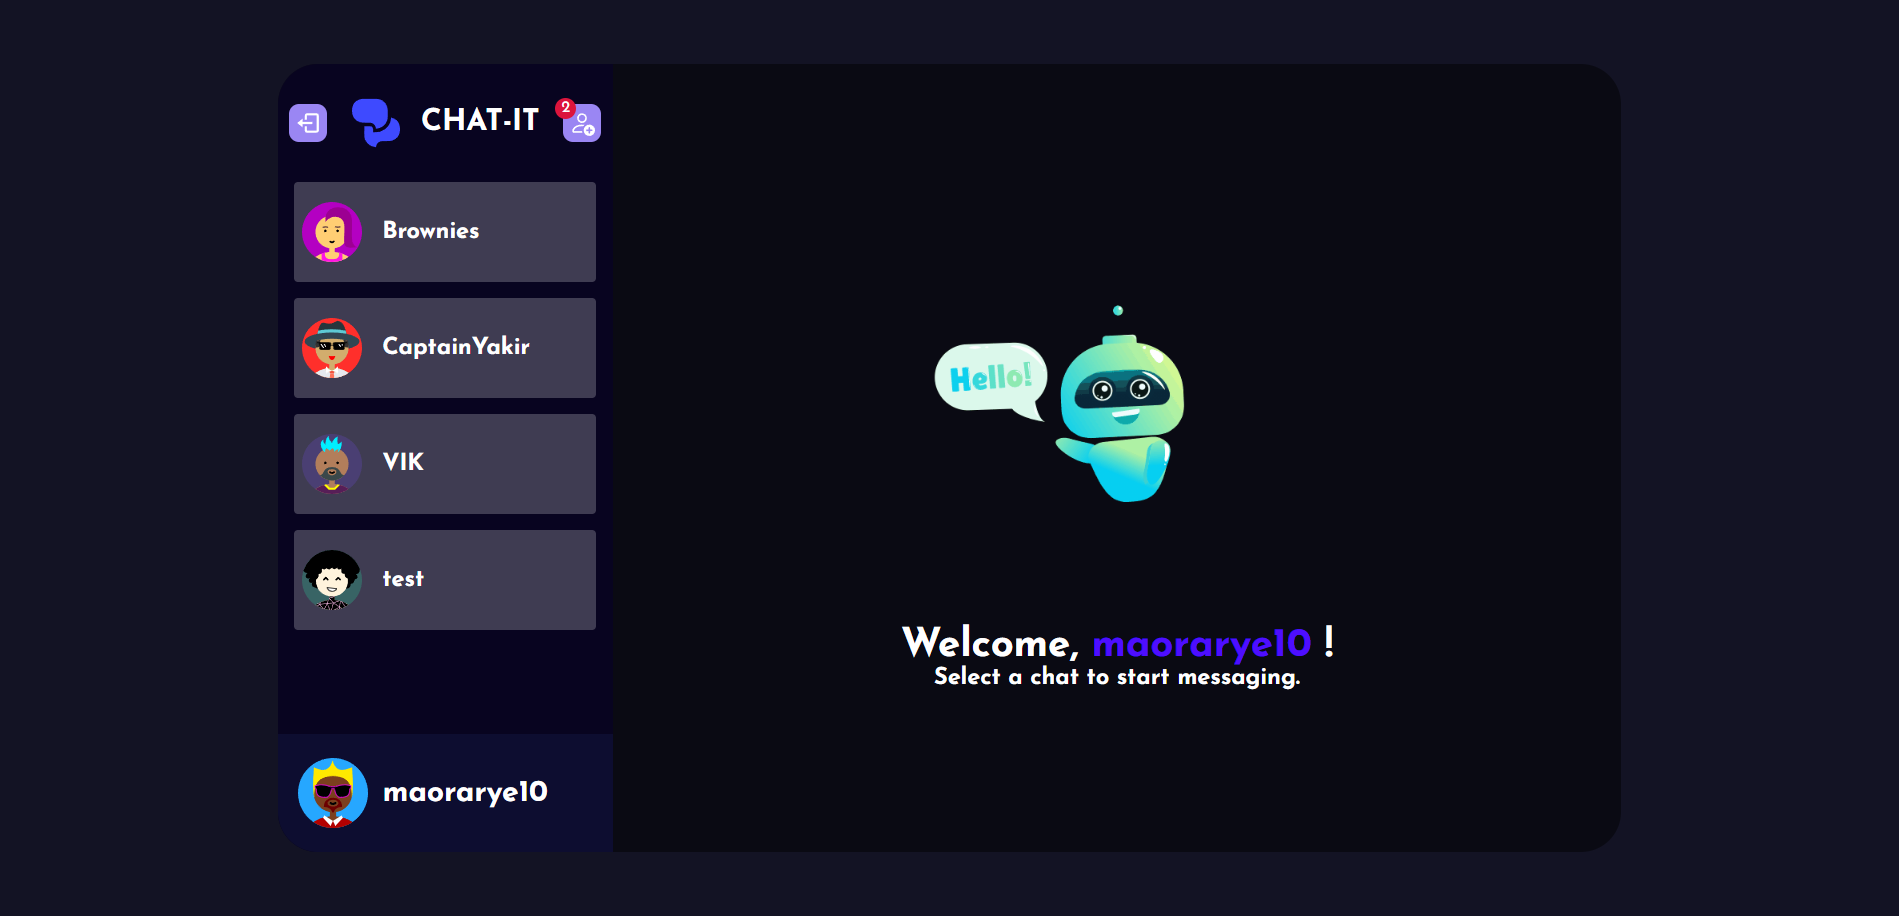 CHAT-IT
2
Brownies
CaptainYakir
VIK
test
maorarye10
Hello!
Welcome, maorarye10 !
Select a chat to start messaging.